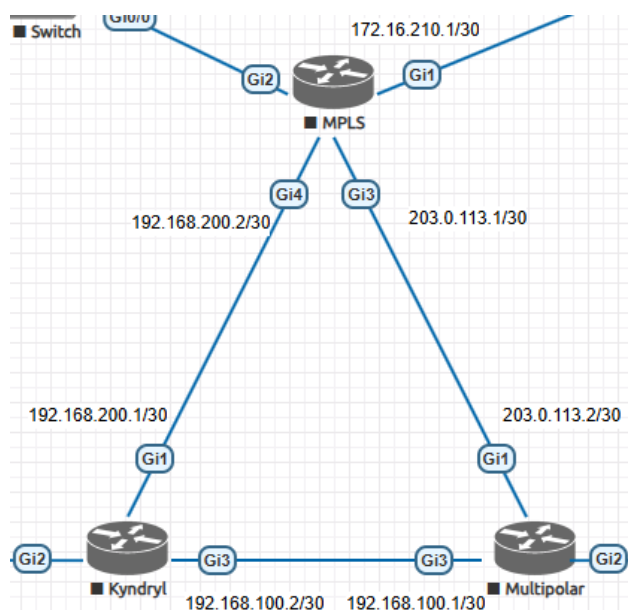 Gi0/0
■ Switch
172.16.210.1/30
Gi2
Gi1
■ MPLS
Gi4
Gi3
192.168.200.2/30
203.0.113.1/30
192.168.200.1/30
203.0.113.2/30
Gi1
Gi1
Gi2
Gi3
Gi3
Gi2
■ Kyndryl
■ Multipolar
192.168.100.2/30
192.168.100.1/30